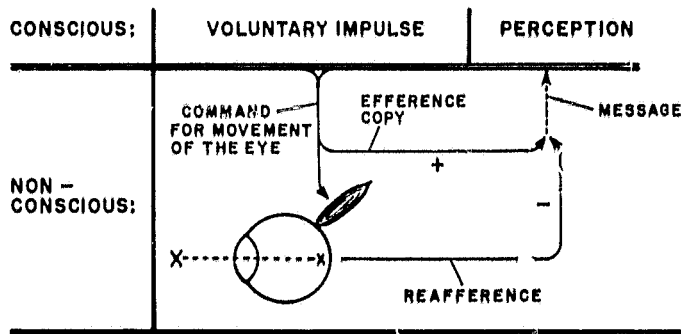 CONSCIOUS:
VOLUNTARY IMPULSE
PERCEPTION
COMMAND
FOR MOVEMENT
OF THE EYE
EFFERENCE
COPY
MESSAGE
+
NON -
CONSCIOUS:
-
X
X
REAFFERENCE